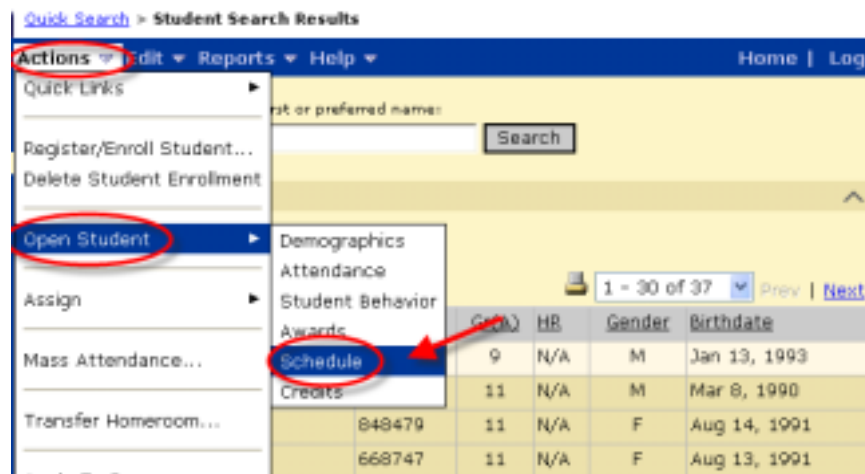 Quick Search > Student Search Results
Actions Edit Reports Help Home | Log
Quick Links
rst or preferred name:
Search
Register/Enroll Student...
Delete Student Enrollment
Open Student
Demographics
Attendance
1 - 30 of 37 Prev | Next
Student Behavior
Assign
Awards
HR Gender Birthdate
Mass Attendance...
Schedule
9 N/A M Jan 13, 1993
Credits
11 N/A M Mar 8, 1990
Transfer Homeroom...
848479 11 N/A F Aug 14, 1991
668747 11 N/A F Aug 13, 1991